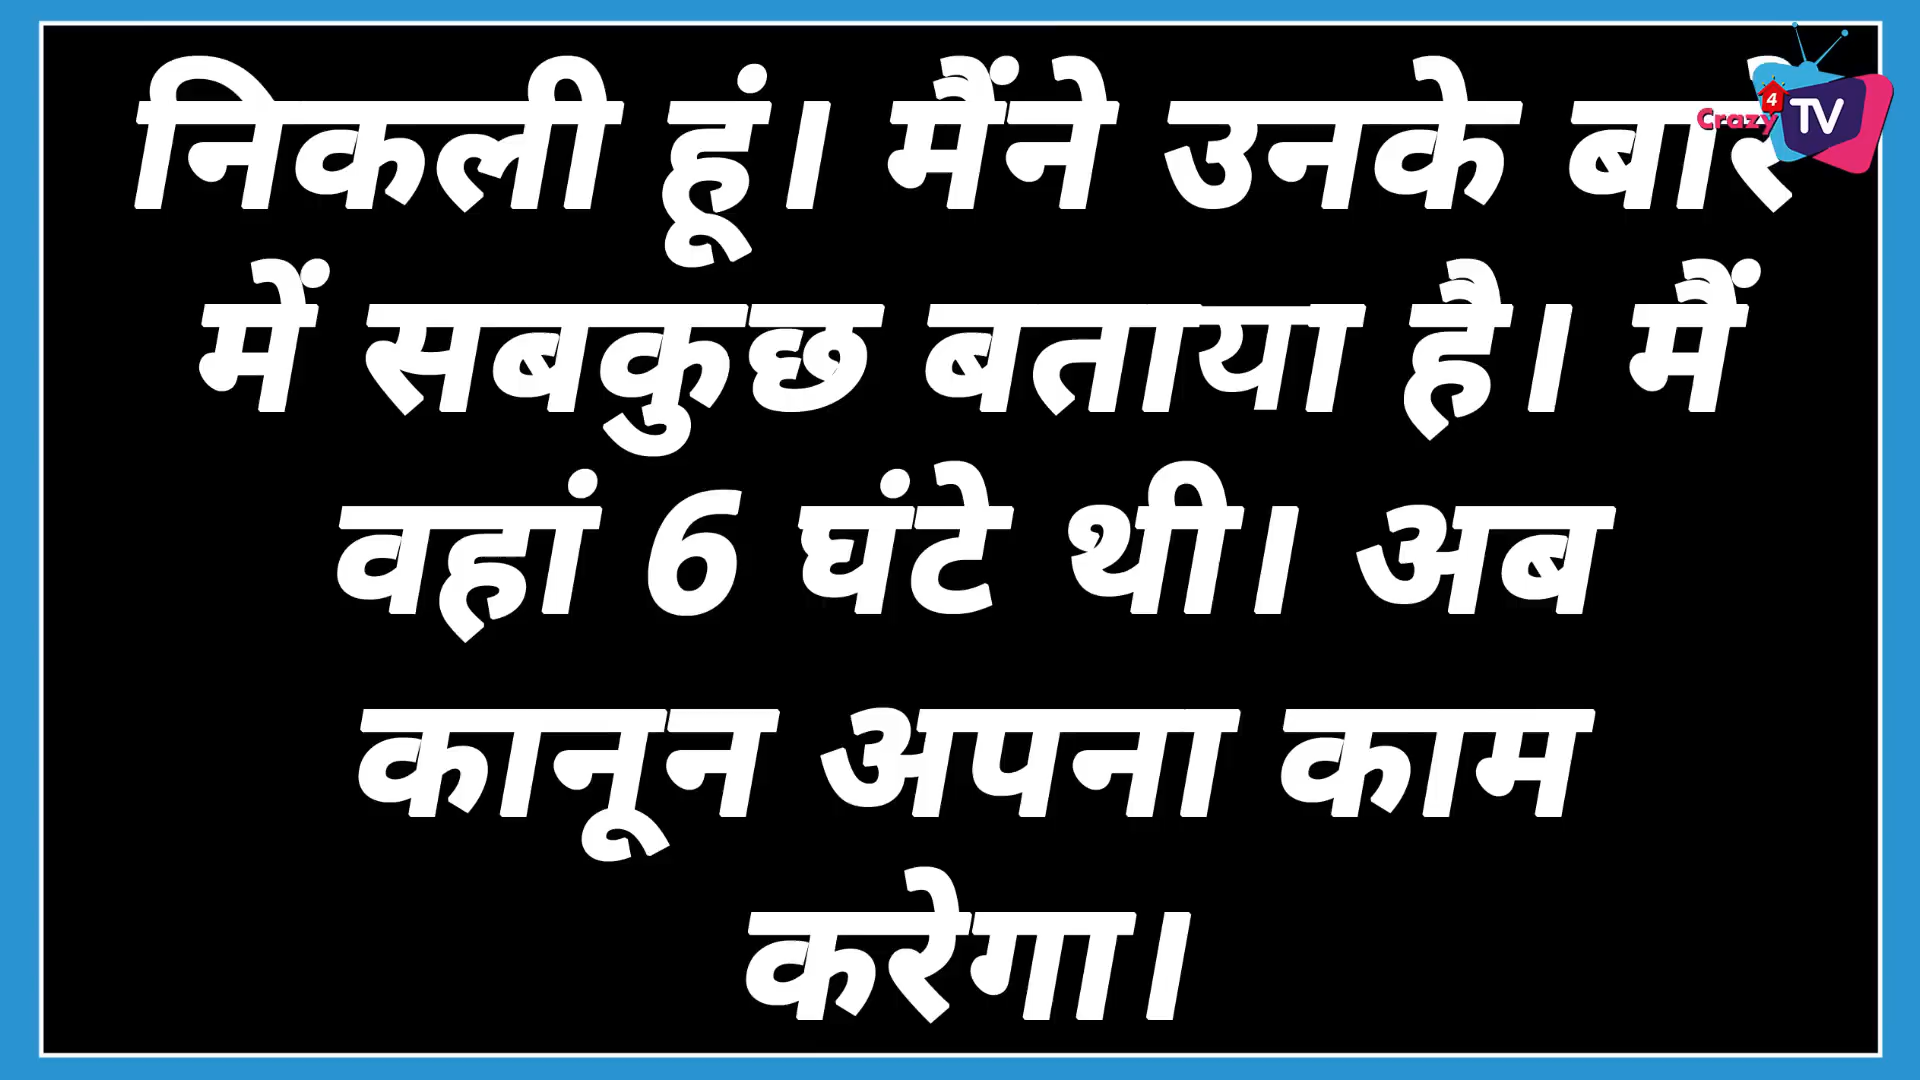 निकली हूं। मैंने उनके बारे
में सबकुछ बताया है। मैं
वहां 6 घंटे थी। अब
कानून अपना काम
करेगा।
Crazy 4 TV